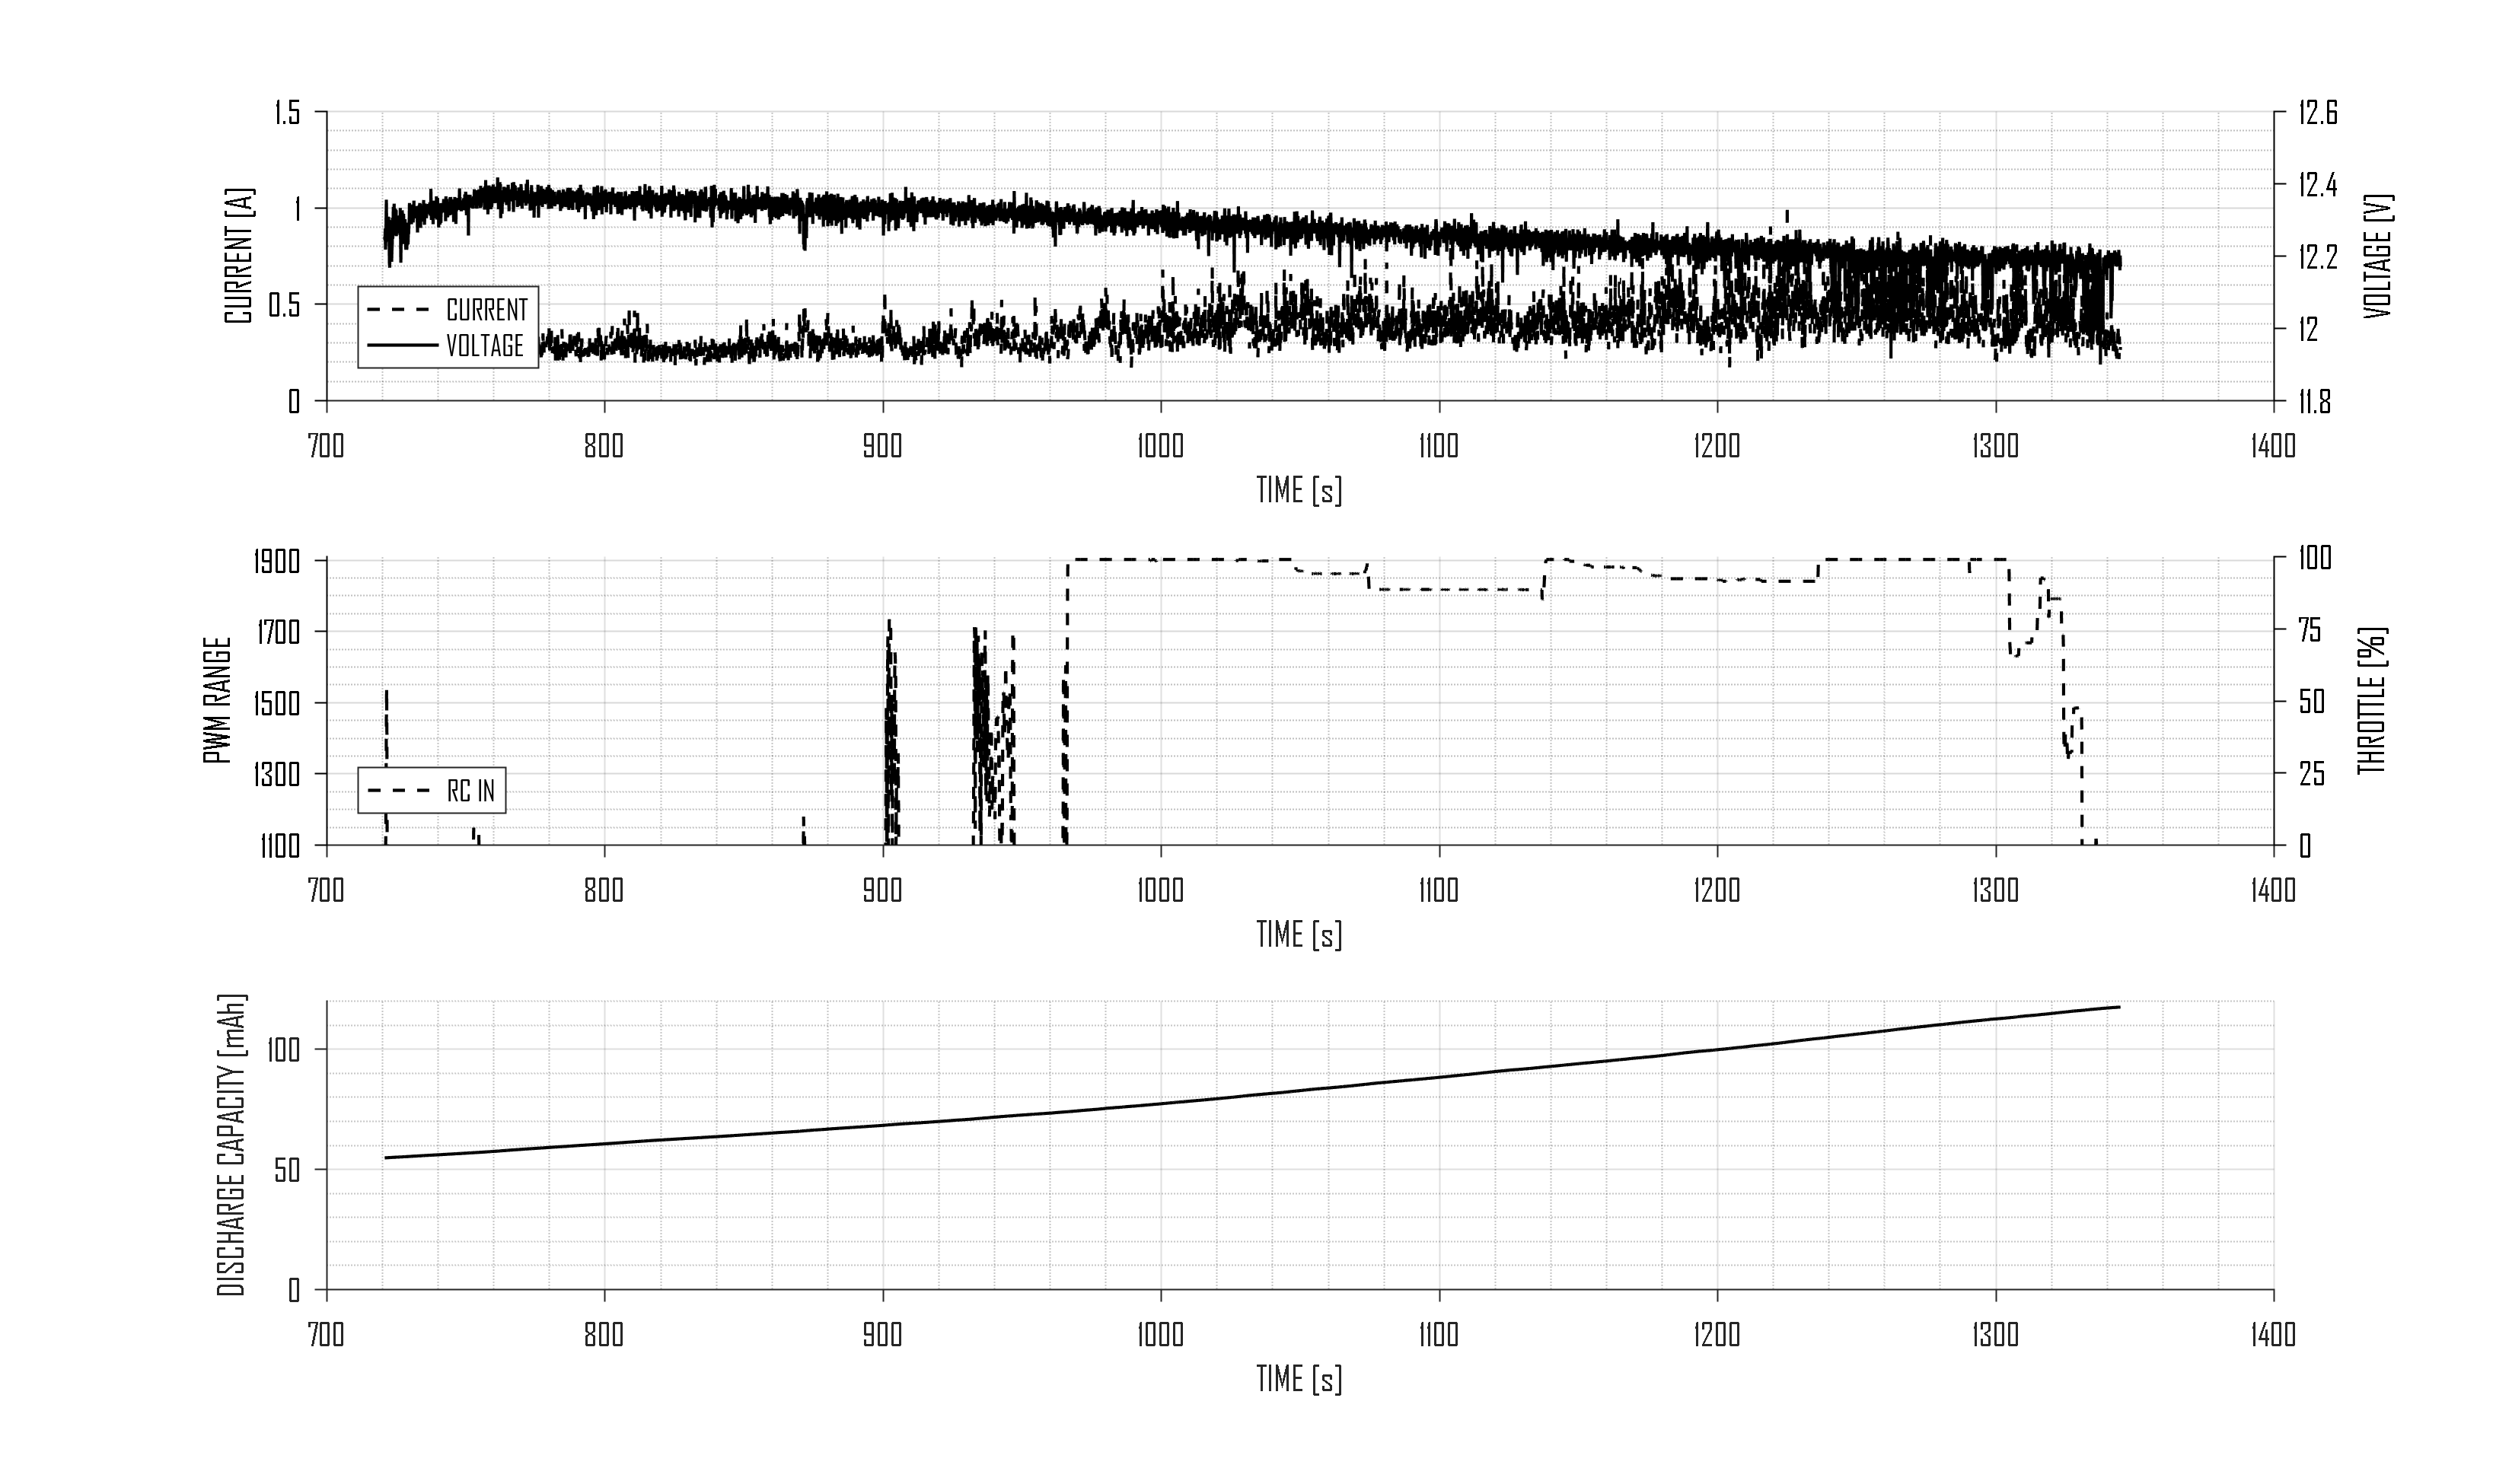 1.5
1
0.5
0
CURRENT [A]
12.6
12.4
12.2
12
11.8
VOLTAGE [V]
CURRENT
VOLTAGE
700 800 900 1000 1100 1200 1300 1400
TIME [s]
1900
1700
1500
1300
1100
PWM RANGE
100
75
50
25
0
THROTTLE [%]
RC IN
700 800 900 1000 1100 1200 1300 1400
TIME [s]
100
50
0
DISCHARGE CAPACITY [mAh]
700 800 900 1000 1100 1200 1300 1400
TIME [s]